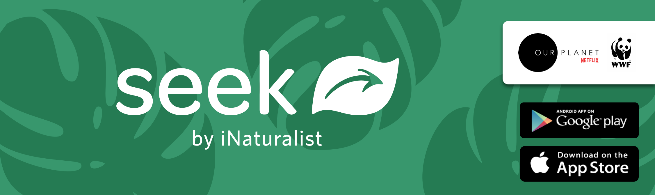 seek
by iNaturalist
OUR PLANET
NETFLIX
WWF
ANDROID APP ON
Google play
Download on the
App Store